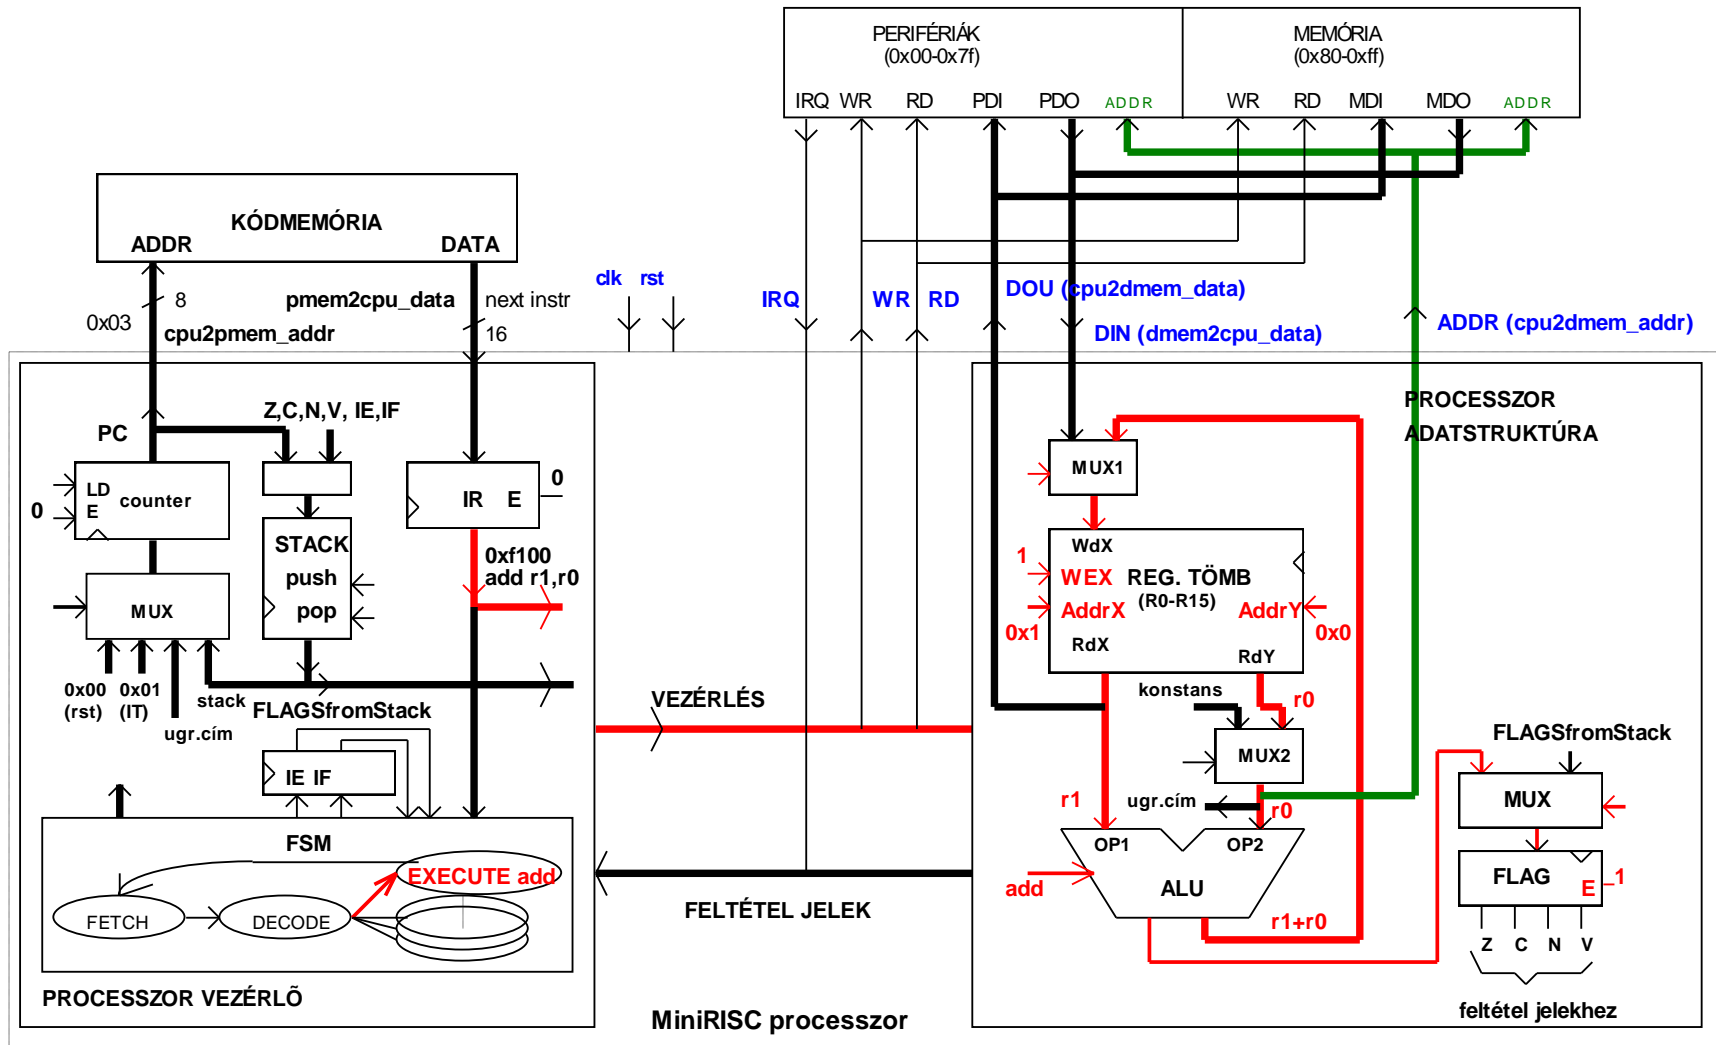 PERIFÉRIÁK
(0x00-0x7f)
MEMÓRIA
(0x80-0xff)
IRQ WR RD PDI PDO ADDR
WR RD MDI MDO ADDR
KÓDMEMÓRIA
ADDR DATA
8
0x03
cpu2pmem_addr
pmem2cpu_data
next instr
16
clk rst
IRQ
WR RD
DOU (cpu2dmem_data)
DIN (dmem2cpu_data)
ADDR (cpu2dmem_addr)
PC
Z,C,N,V, IE,IF
LD
E
counter
0
IR E
0
STACK
push
pop
0xf100
add r1,r0
MUX
0x00
(rst)
0x01
(IT)
ugr.cím
stack
FLAGSfromStack
IE IF
FSM
EXECUTE add
FETCH
DECODE
PROCESSZOR VEZÉRLÕ
VEZÉRLÉS
FELTÉTEL JELEK
MiniRISC processzor
PROCESSZOR
ADATSTRUKTÚRA
MUX1
WdX
1
WEX
REG. TÖMB
(R0-R15)
AddrX
AddrY
0x1
0x0
RdX
RdY
konstans
r0
MUX2
r1
ugr.cím
r0
OP1
OP2
add
ALU
r1+r0
FLAGSfromStack
MUX
FLAG
E
1
Z C N V
feltétel jelekhez